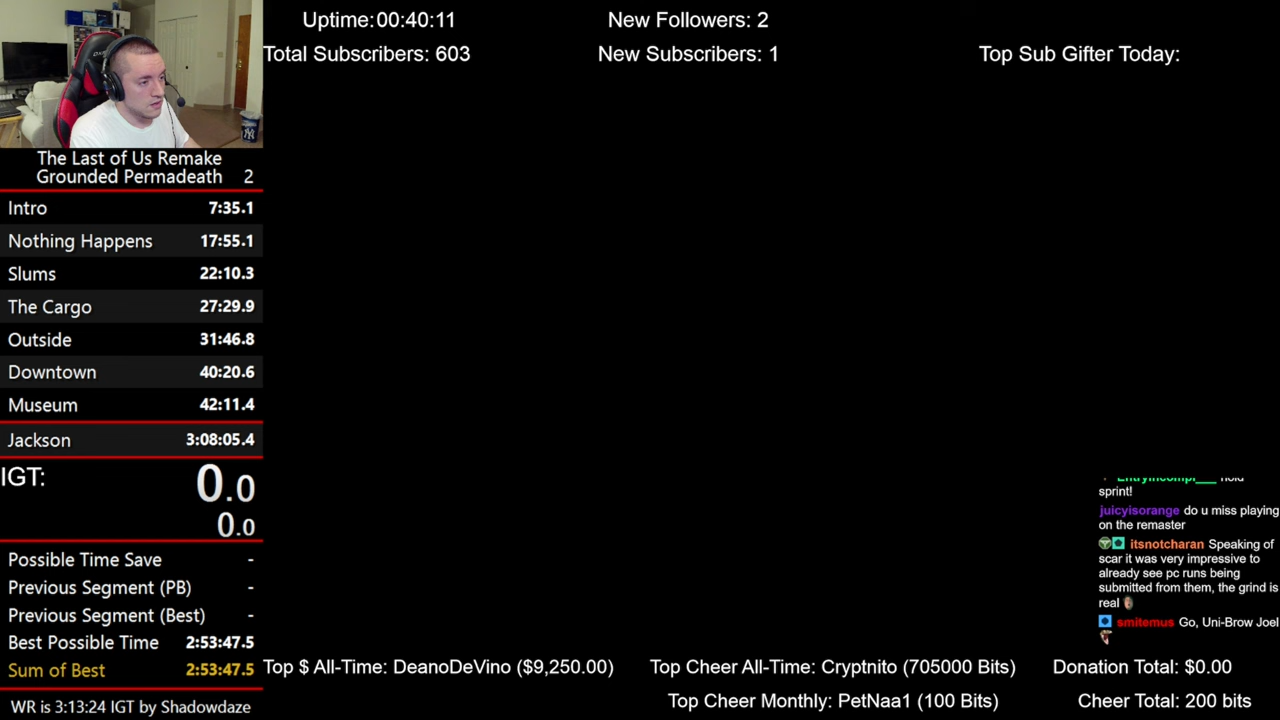 Uptime:00:40:11
New Followers: 2
Total Subscribers: 603
New Subscribers: 1
Top Sub Gifter Today:
The Last of Us Remake
Grounded Permadeath 2
Intro 7:35.1
Nothing Happens 17:55.1
Slums 22:10.3
The Cargo 27:29.9
Outside 31:46.8
Downtown 40:20.6
Museum 42:11.4
Jackson 3:08:05.4
IGT: 0.0
0.0
Possible Time Save -
Previous Segment (PB) -
Previous Segment (Best) -
Best Possible Time 2:53:47.5
Sum of Best 2:53:47.5
WR is 3:13:24 IGT by Shadowdaze
hold
sprint!
juicyisorange do u miss playing
on the remaster
itsnotcharan Speaking of
scar it was very impressive to
already see pc runs being
submitted from them, the grind is
real
smitemus Go, Uni-Brow Joel
Top $ All-Time: DeanoDeVino ($9,250.00)
Top Cheer All-Time: Cryptnito (705000 Bits)
Donation Total: $0.00
Top Cheer Monthly: PetNaa1 (100 Bits)
Cheer Total: 200 bits